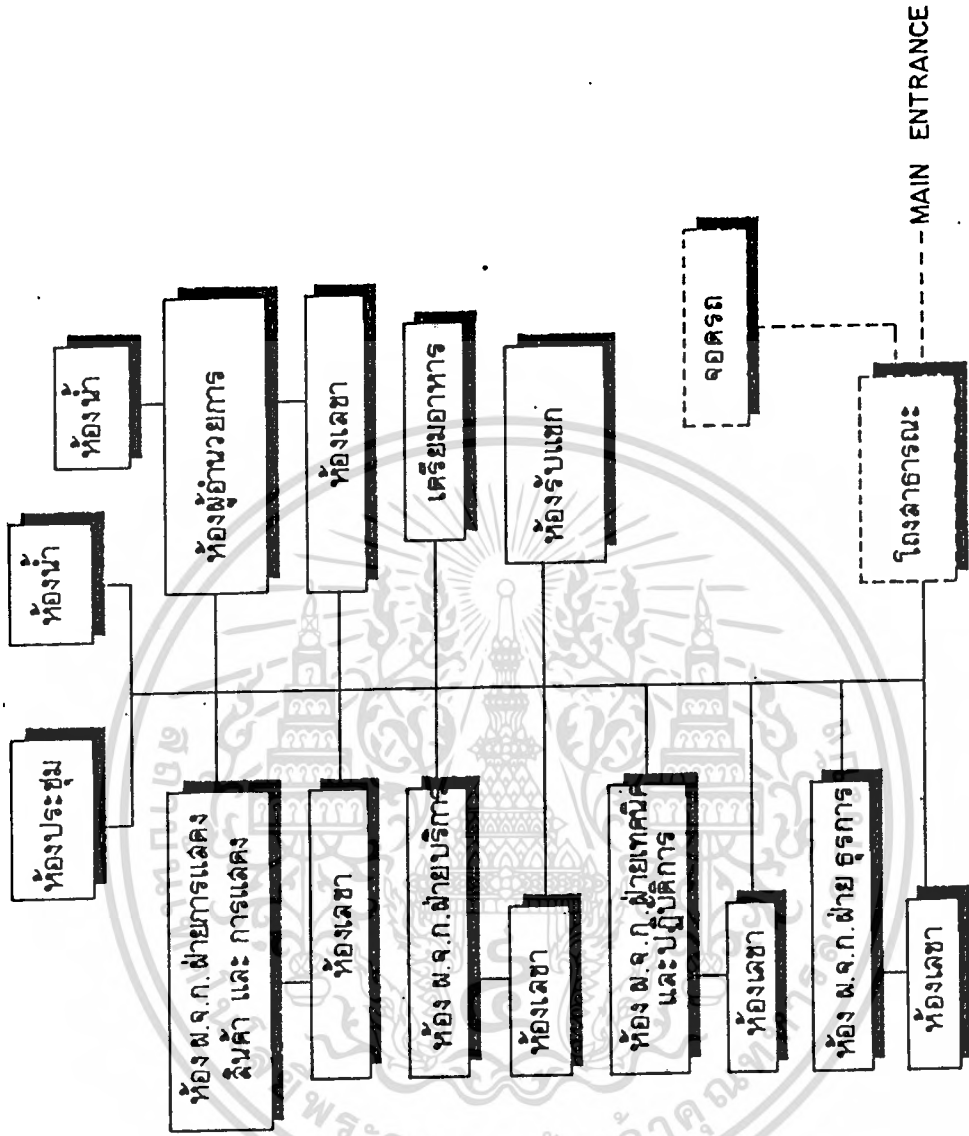 ห้องน้ำ
ห้องน้ำ
ห้องประชุม
ห้องผู้อำนวยการ
ห้อง ผ.จ.ก. ฝ่ายการแสดง
สินค้า และ การแสดง
ห้องเลขา
ห้องเลขา
เตรียมอาหาร
ห้อง ผ.จ.ก. ฝ่ายบริการ
ห้องรับแขก
ห้องเลขา
ห้อง ผ.จ.ก. ฝ่ายเทคนิค
และปฏิบัติการ
จอดรถ
ห้องเลขา
ห้อง ผ.จ.ก. ฝ่าย ธุรการ
โถงสาธารณะ
MAIN ENTRANCE
ห้องเลขา